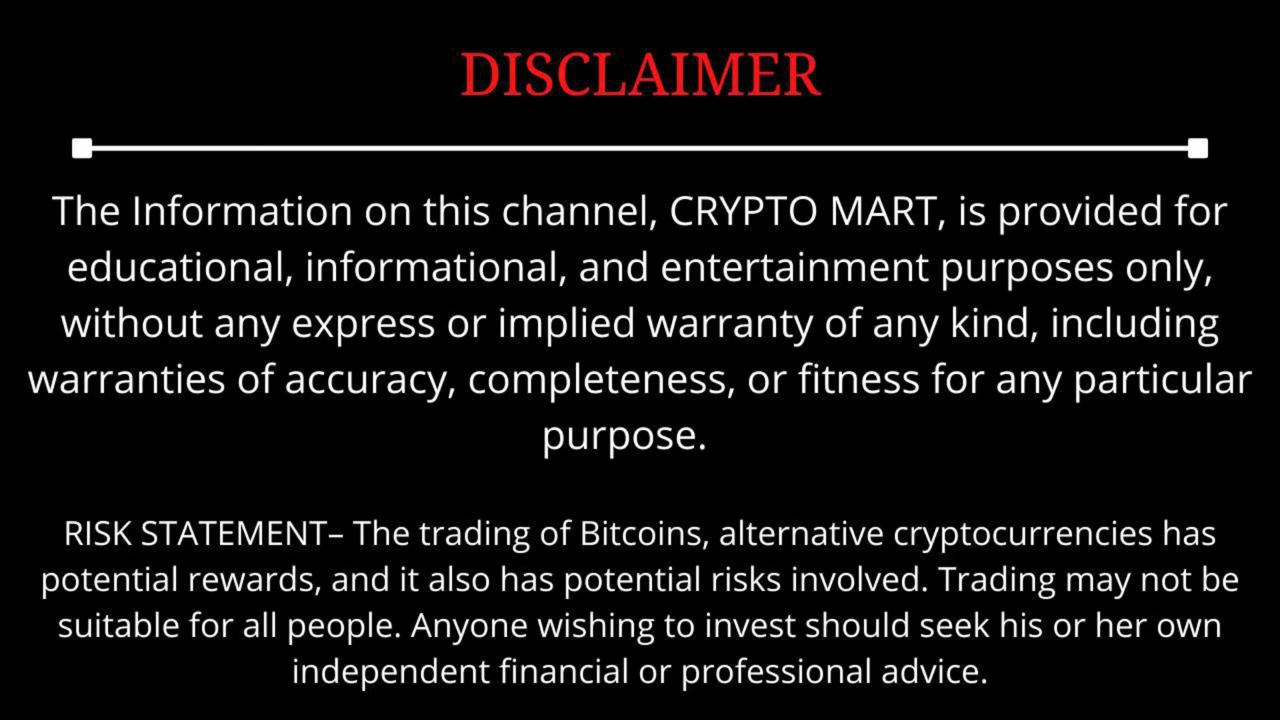 DISCLAIMER
The Information on this channel, CRYPTO MART, is provided for
educational, informational, and entertainment purposes only,
without any express or implied warranty of any kind, including
warranties of accuracy, completeness, or fitness for any particular
purpose.
RISK STATEMENT– The trading of Bitcoins, alternative cryptocurrencies has
potential rewards, and it also has potential risks involved. Trading may not be
suitable for all people. Anyone wishing to invest should seek his or her own
independent financial or professional advice.